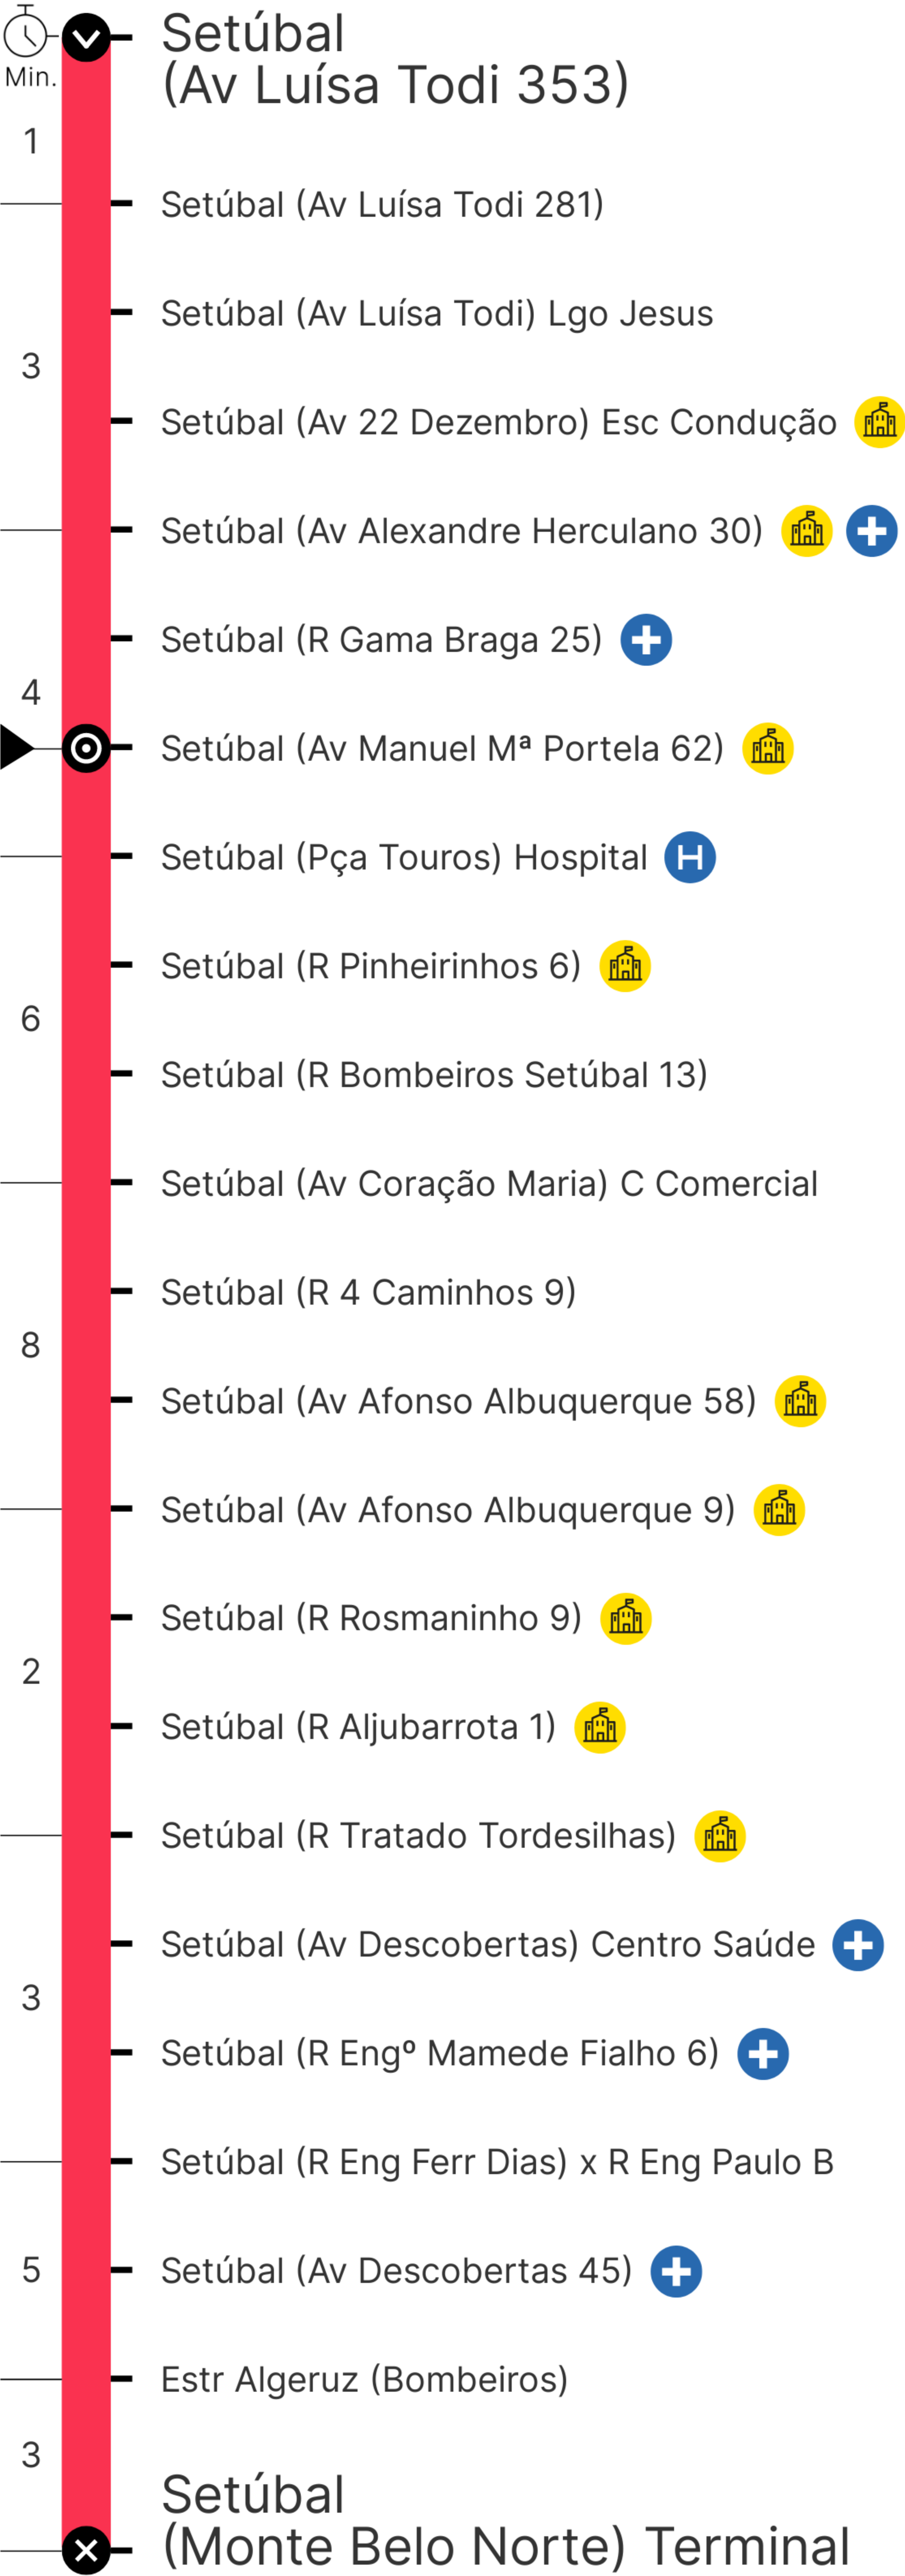 Setúbal
(Av Luísa Todi 353)
Min.
1
Setúbal (Av Luísa Todi 281)
Setúbal (Av Luísa Todi) Lgo Jesus
3
Setúbal (Av 22 Dezembro) Esc Condução
Setúbal (Av Alexandre Herculano 30)
Setúbal (R Gama Braga 25)
4
Setúbal (Av Manuel Mª Portela 62)
Setúbal (Pça Touros) Hospital H
Setúbal (R Pinheirinhos 6)
6
Setúbal (R Bombeiros Setúbal 13)
Setúbal (Av Coração Maria) C Comercial
Setúbal (R 4 Caminhos 9)
8
Setúbal (Av Afonso Albuquerque 58)
Setúbal (Av Afonso Albuquerque 9)
Setúbal (R Rosmaninho 9)
2
Setúbal (R Aljubarrota 1)
Setúbal (R Tratado Tordesilhas)
Setúbal (Av Descobertas) Centro Saúde
3
Setúbal (R Engº Mamede Fialho 6)
Setúbal (R Eng Ferr Dias) x R Eng Paulo B
5
Setúbal (Av Descobertas 45)
Estr Algeruz (Bombeiros)
3
Setúbal
(Monte Belo Norte) Terminal